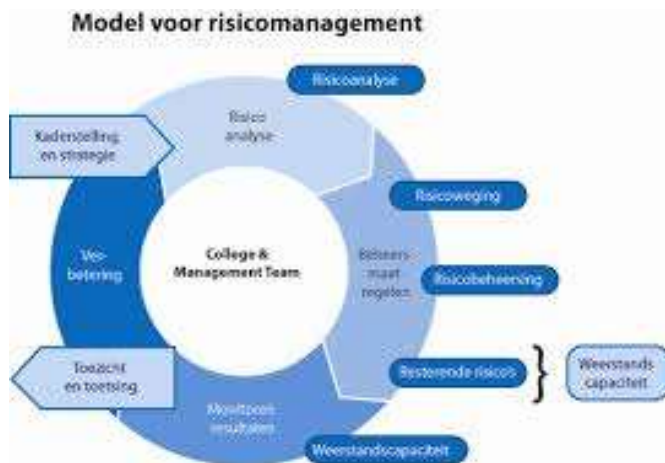 Model voor risicomanagement
Risicoanalyse
Risico
analyse
Kaderstelling
en strategie
Risicoweging
Ver-
betering
College &
Management Team
Beheers
maat
regelen
Risicobeheersing
Toezicht
en toetsing
Resterende risico's
}
Weerstands
capaciteit
resultaten
Weerstandscapaciteit